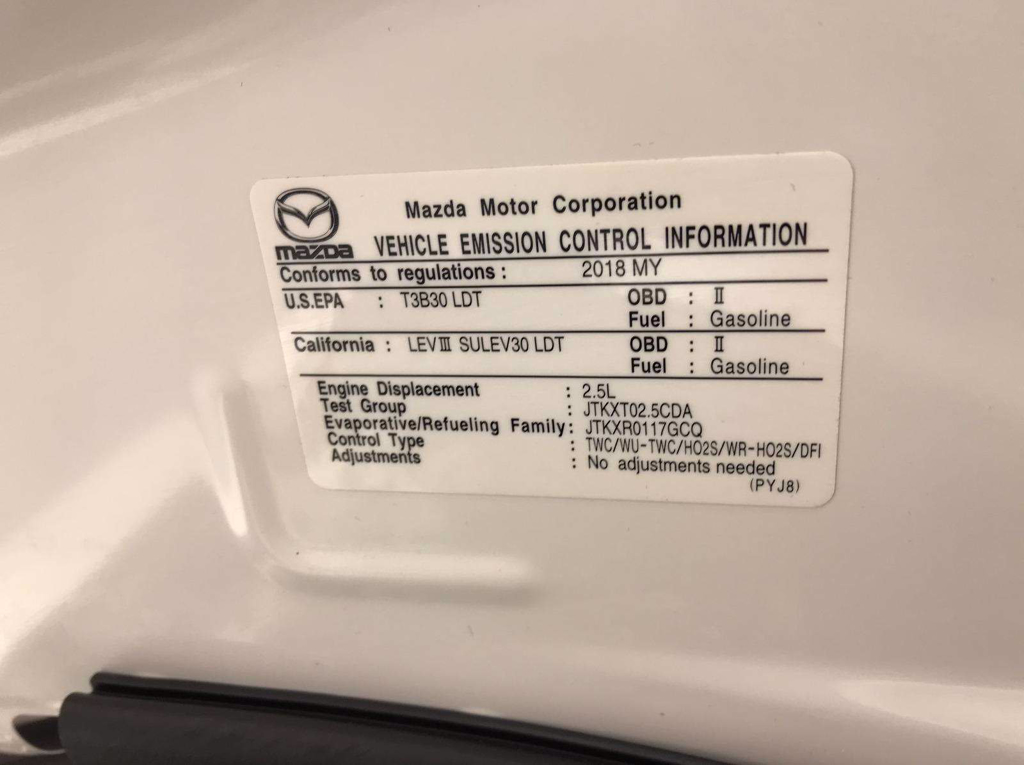 Mazda Motor Corporation
mazda VEHICLE EMISSION CONTROL INFORMATION
Conforms to regulations : 2018 MY
U.S.EPA : T3B30 LDT OBD : Ⅱ
Fuel : Gasoline
California : LEVⅢ SULEV30 LDT OBD : Ⅱ
Fuel : Gasoline
Engine Displacement : 2.5L
Test Group : JTKXT02.5CDA
Evaporative/Refueling Family : JTKXR0117GCQ
Control Type : TWC/WU-TWC/HO2S/WR-HO2S/DFI
Adjustments : No adjustments needed
(PYJ8)